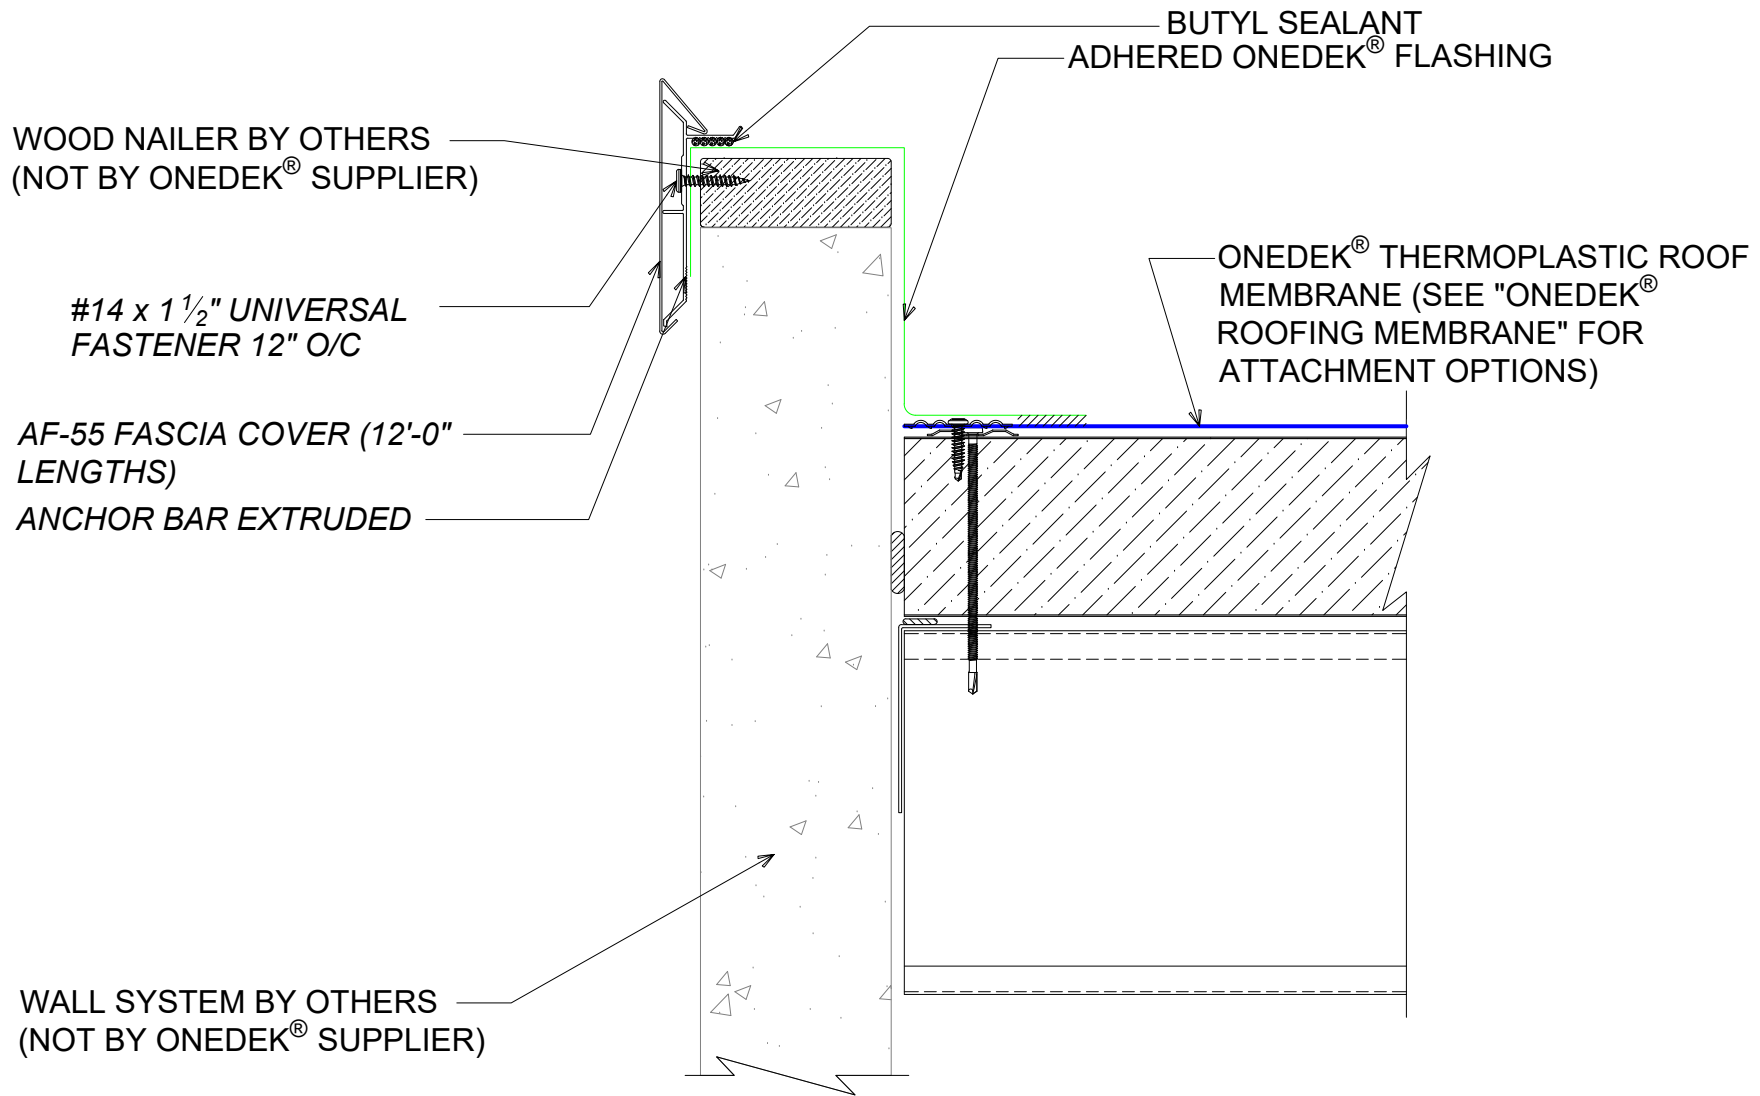 BUTYL SEALANT
ADHERED ONEDEK® FLASHING
WOOD NAILER BY OTHERS
(NOT BY ONEDEK® SUPPLIER)
ONEDEK® THERMOPLASTIC ROOF
MEMBRANE (SEE "ONEDEK®
ROOFING MEMBRANE" FOR
ATTACHMENT OPTIONS)
#14 x 1 1/2" UNIVERSAL
FASTENER 12" O/C
AF-55 FASCIA COVER (12'-0"
LENGTHS)
ANCHOR BAR EXTRUDED
WALL SYSTEM BY OTHERS
(NOT BY ONEDEK® SUPPLIER)